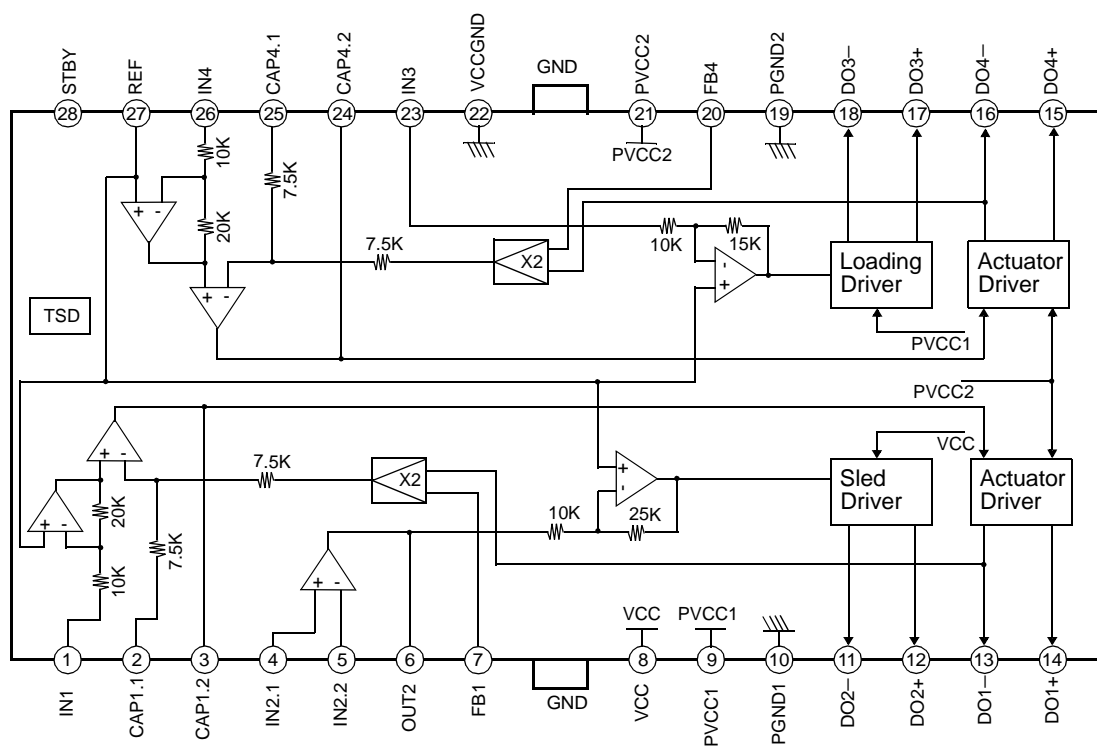 STBY
REF
IN4
CAP4.1
CAP4.2
IN3
VCCGND
GND
PVCC2
FB4
PGND2
DO3–
DO3+
DO4–
DO4+
28
27
26
25
24
23
22
21
20
19
18
17
16
15
PVCC2
10K
7.5K
+ -
20K
7.5K
X2
10K
15K
-
+
Loading
Driver
Actuator
Driver
+ -
TSD
PVCC1
PVCC2
VCC
+ -
7.5K
X2
+
-
Sled
Driver
Actuator
Driver
+ -
20K
7.5K
10K
25K
10K
+ -
VCC
PVCC1
1
2
3
4
5
6
7
8
9
10
11
12
13
14
IN1
CAP1.1
CAP1.2
IN2.1
IN2.2
OUT2
FB1
GND
VCC
PVCC1
PGND1
DO2–
DO2+
DO1–
DO1+